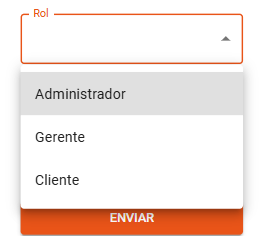 Rol
Administrador
Gerente
Cliente
ENVIAR